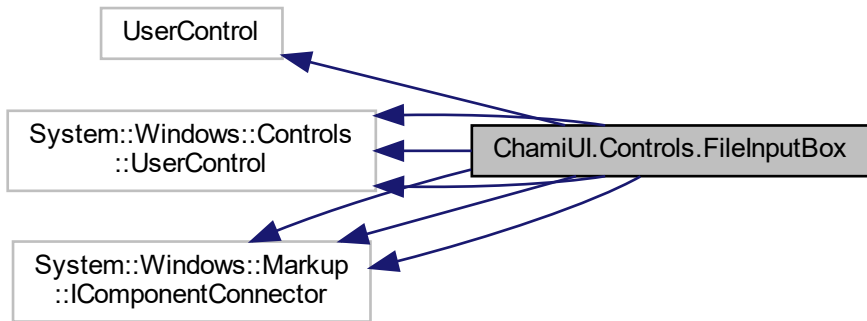 UserControl
System::Windows::Controls
::UserControl
ChamiUI.Controls.FileInputBox
System::Windows::Markup
::IComponentConnector